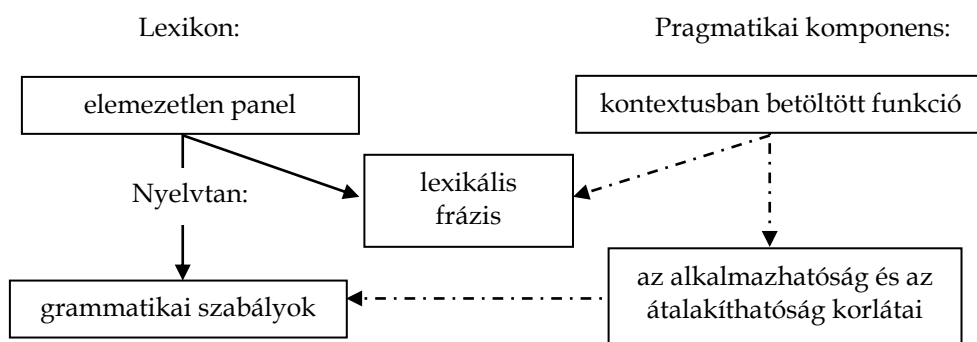 Lexikon:
Pragmatikai komponens:
elemezetlen panel
kontextusban betöltött funkció
lexikális
frázis
Nyelvtan:
grammatikai szabályok
az alkalmazhatóság és az
átalakíthatóság korlátai